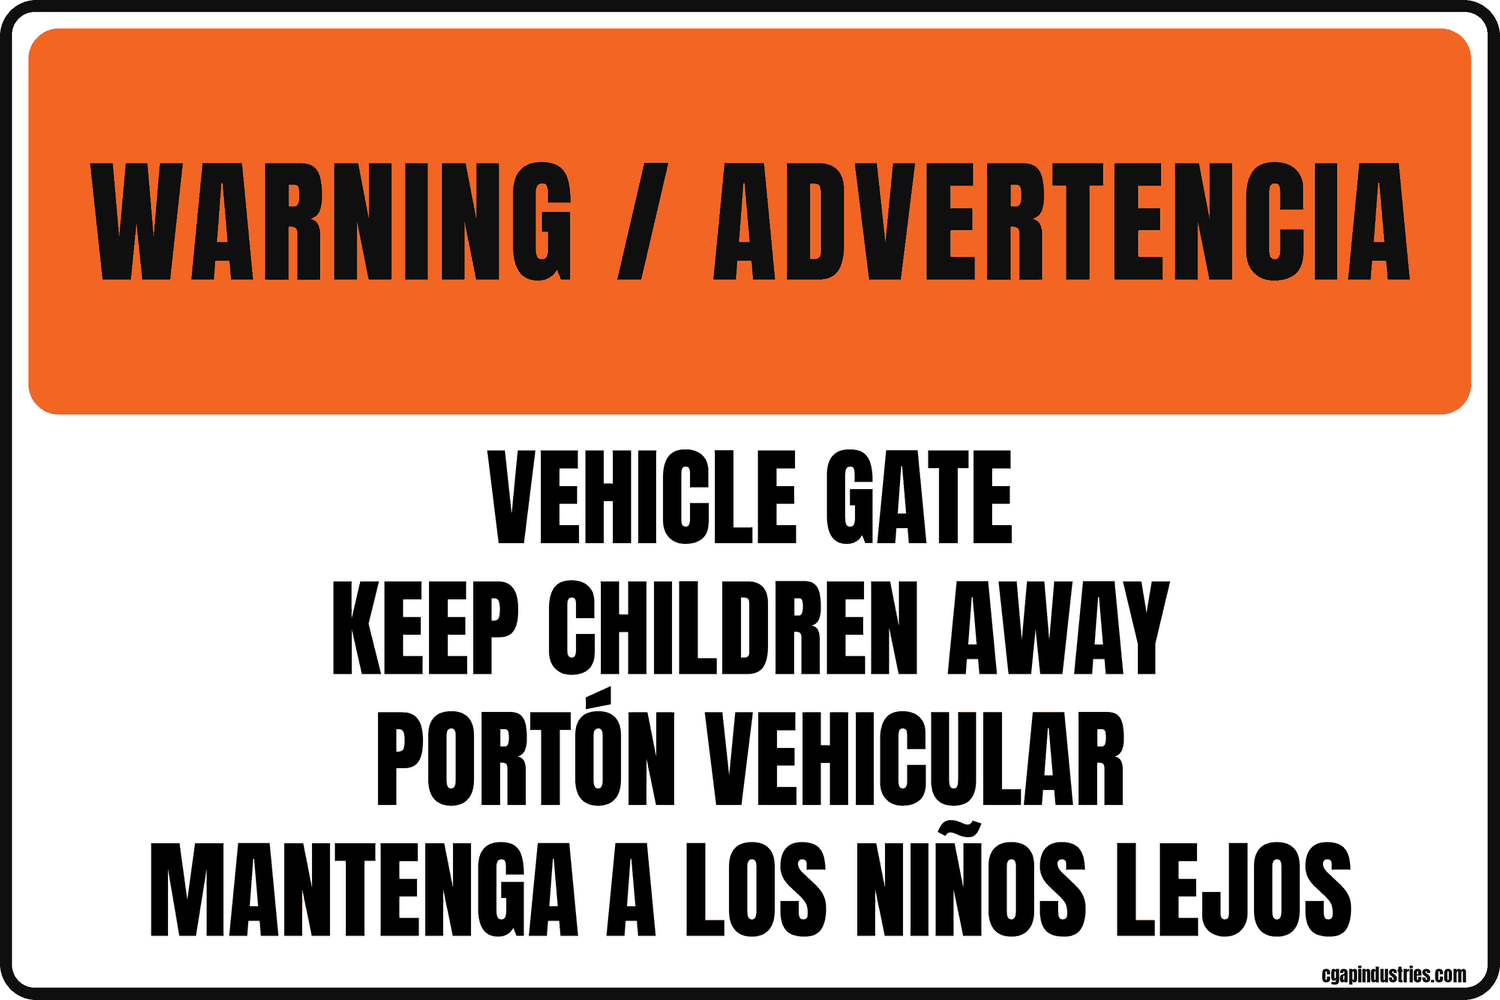 WARNING / ADVERTENCIA
VEHICLE GATE
KEEP CHILDREN AWAY
PORTÓN VEHICULAR
MANTENGA A LOS NIÑOS LEJOS
cgapindustries.com